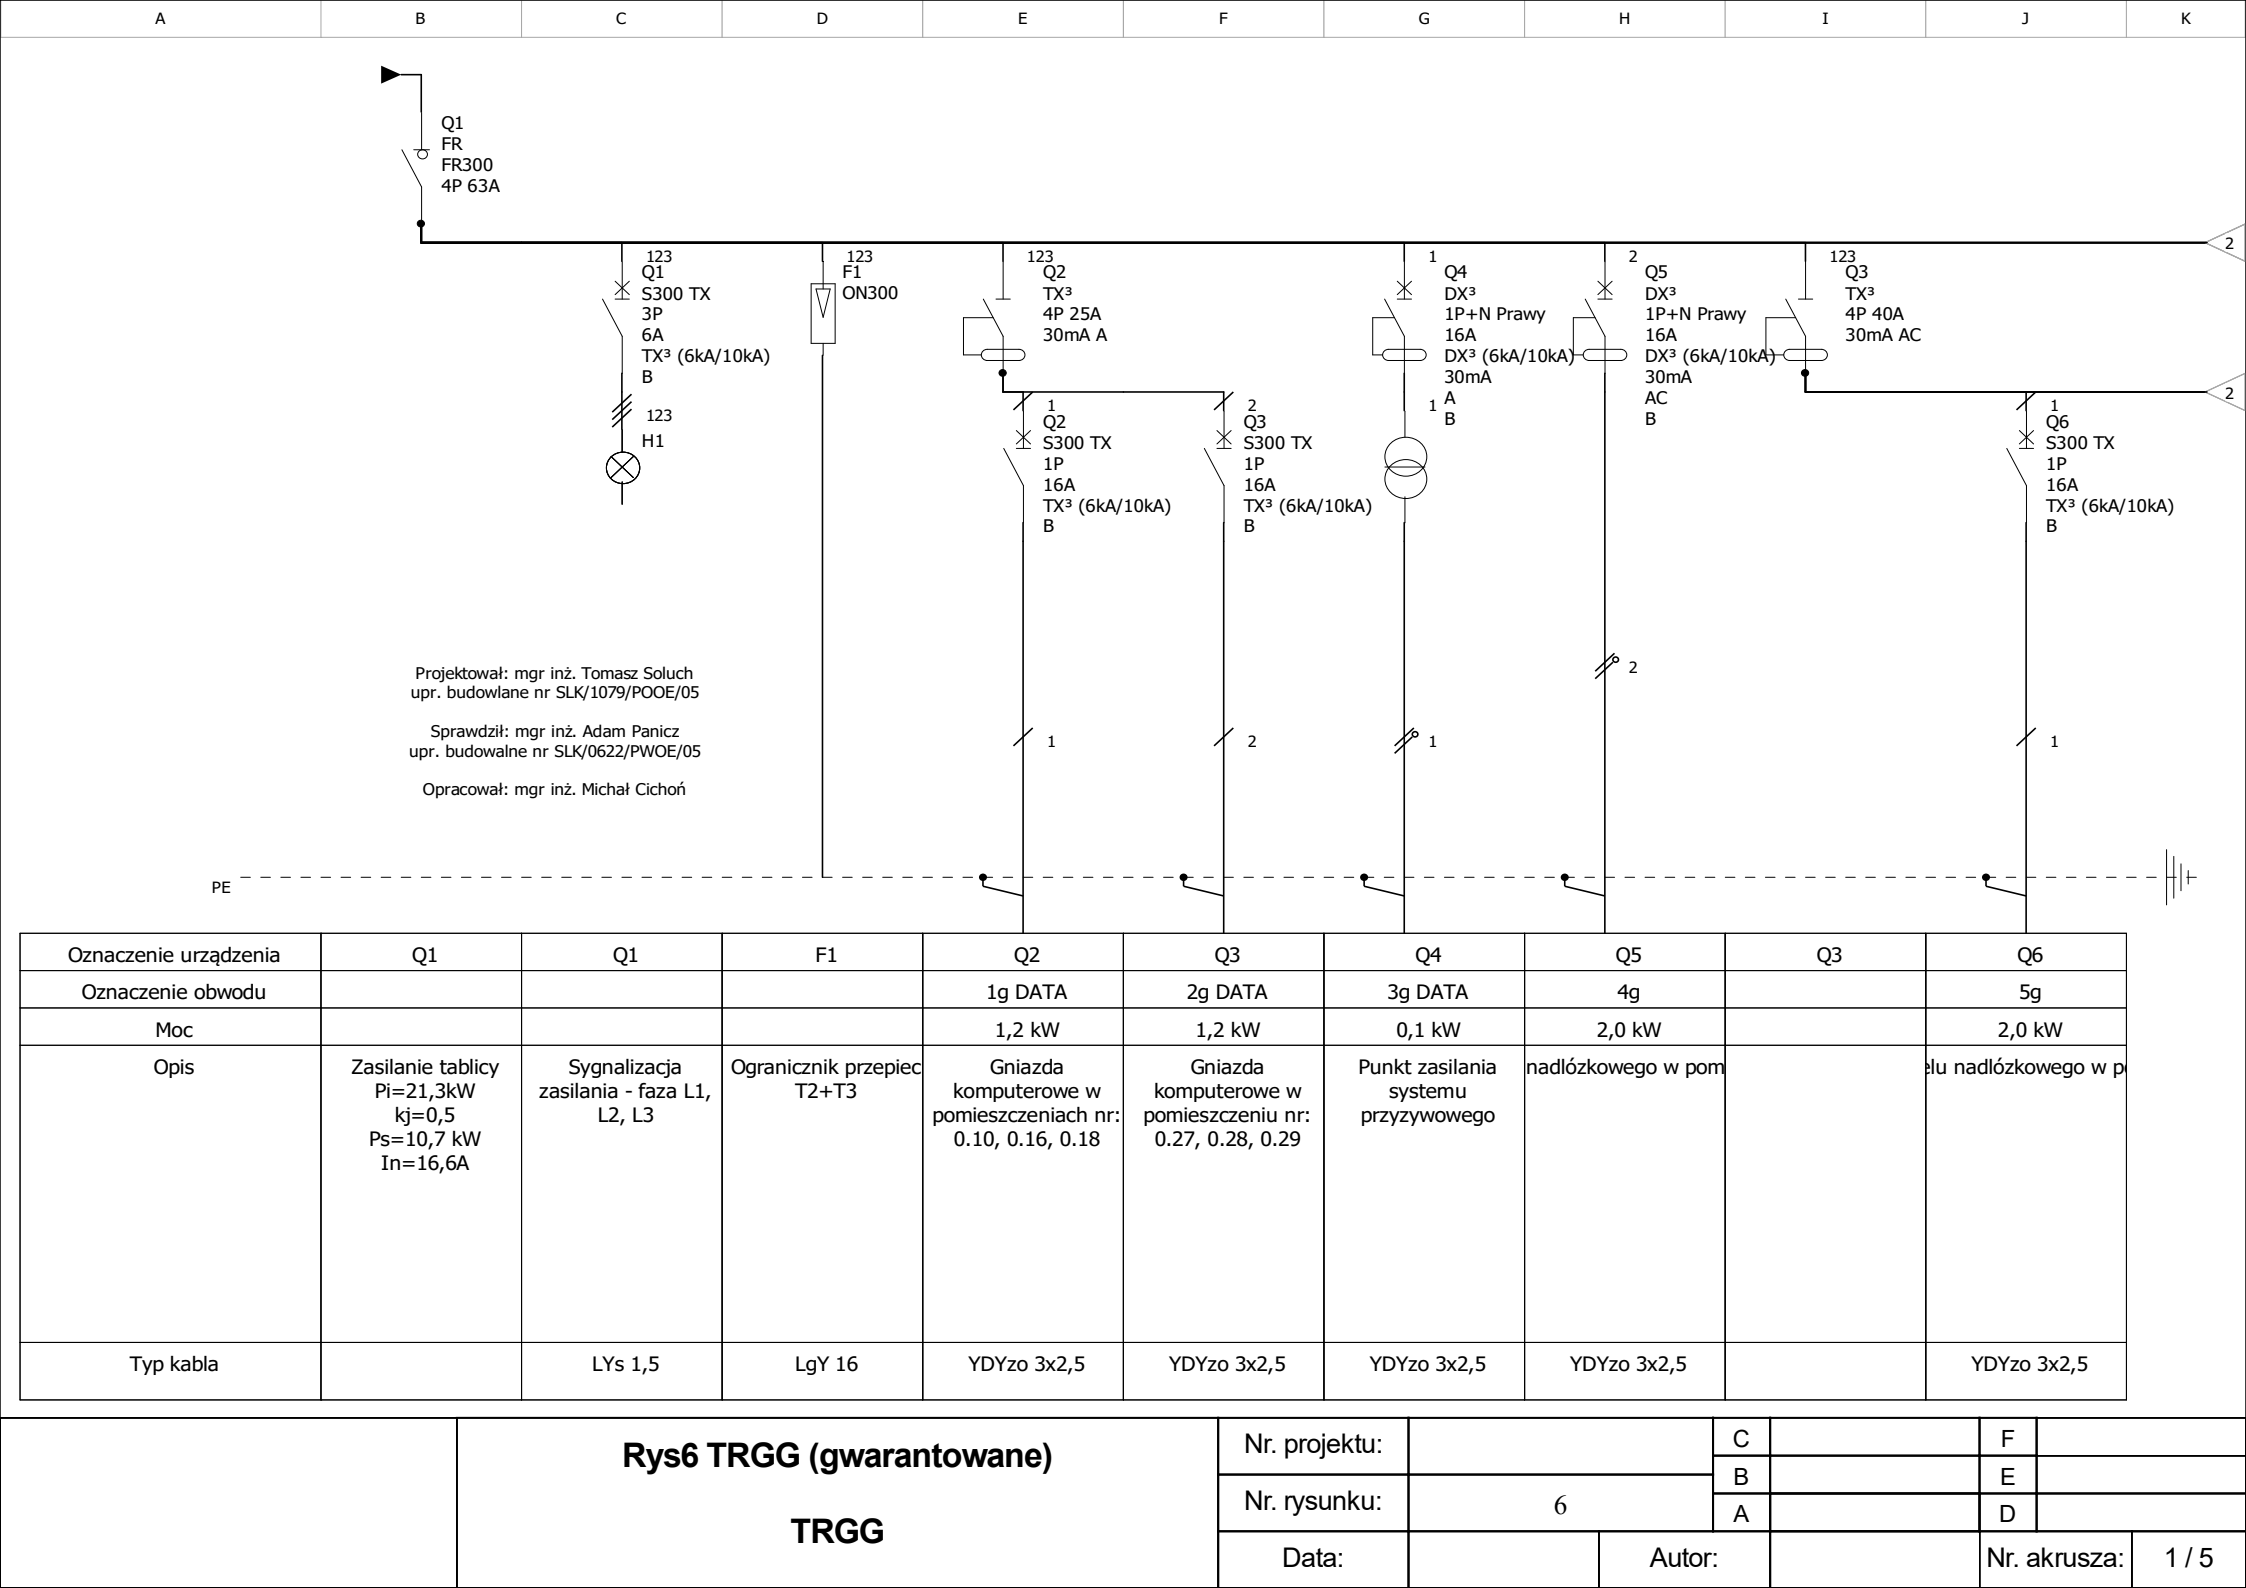 A B C D E F G H I J K
Q1
FR
FR300
4P 63A
2
123
Q1
S300 TX
3P
6A
TX³ (6kA/10kA)
B
123
H1
123
F1
ON300
123
Q2
TX³
4P 25A
30mA A
1
Q2
S300 TX
1P
16A
TX³ (6kA/10kA)
B
2
Q3
S300 TX
1P
16A
TX³ (6kA/10kA)
B
1
Q4
DX³
1P+N Prawy
16A
DX³ (6kA/10kA)
30mA
A
B
1
2
Q5
DX³
1P+N Prawy
16A
DX³ (6kA/10kA)
30mA
AC
B
123
Q3
TX³
4P 40A
30mA AC
2
1
Q6
S300 TX
1P
16A
TX³ (6kA/10kA)
B
Projektował: mgr inż. Tomasz Soluch
upr. budowlane nr SLK/1079/POOE/05
Sprawdził: mgr inż. Adam Panicz
upr. budowalne nr SLK/0622/PWOE/05
Opracował: mgr inż. Michał Cichoń
2
1 2 1 1
PE
Oznaczenie urządzenia Q1 Q1 F1 Q2 Q3 Q4 Q5 Q3 Q6
Oznaczenie obwodu 1g DATA 2g DATA 3g DATA 4g 5g
Moc 1,2 kW 1,2 kW 0,1 kW 2,0 kW 2,0 kW
Opis
Zasilanie tablicy
Pi=21,3kW
kj=0,5
Ps=10,7 kW
In=16,6A
Sygnalizacja
zasilania - faza L1,
L2, L3
Ogranicznik przepiec
T2+T3
Gniazda
komputerowe w
pomieszczeniach nr:
0.10, 0.16, 0.18
Gniazda
komputerowe w
pomieszczeniu nr:
0.27, 0.28, 0.29
Punkt zasilania
systemu
przyzywowego
nadlózkowego w pom
elu nadlózkowego w po
Typ kabla LYs 1,5 LgY 16 YDYzo 3x2,5 YDYzo 3x2,5 YDYzo 3x2,5 YDYzo 3x2,5 YDYzo 3x2,5
Rys6 TRGG (gwarantowane)
TRGG
Nr. projektu:
Nr. rysunku: 6
Data:
Autor:
C F
B E
A D
Nr. akrusza: 1 / 5